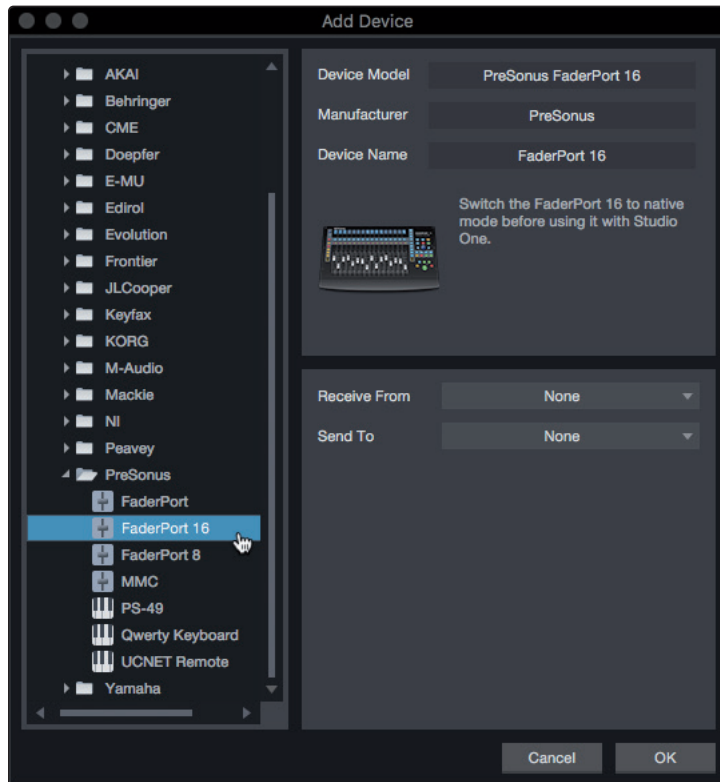 Add Device
AKAI
Behringer
CME
Doepfer
E-MU
Edirol
Evolution
Frontier
JLCooper
Keyfax
KORG
M-Audio
Mackie
NI
Peavey
PreSonus
FaderPort
FaderPort 16
FaderPort 8
MMC
PS-49
Qwerty Keyboard
UCNET Remote
Yamaha
Device Model PreSonus FaderPort 16
Manufacturer PreSonus
Device Name FaderPort 16
Switch the FaderPort 16 to native
mode before using it with Studio
One.
Receive From None
Send To None
Cancel OK